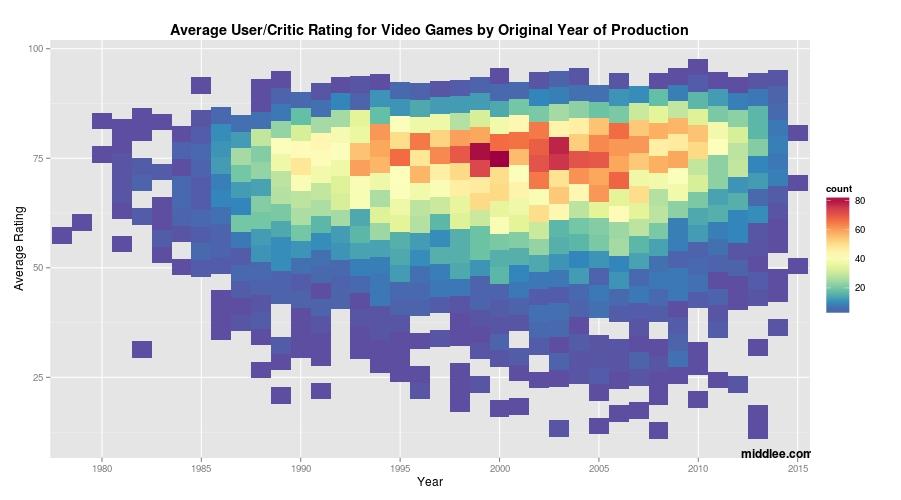 Average User/Critic Rating for Video Games by Original Year of Production
100
75
50
25
Average Rating
1980 1985 1990 1995 2000 2005 2010 2015
Year
count
80
60
40
20
middlee.com